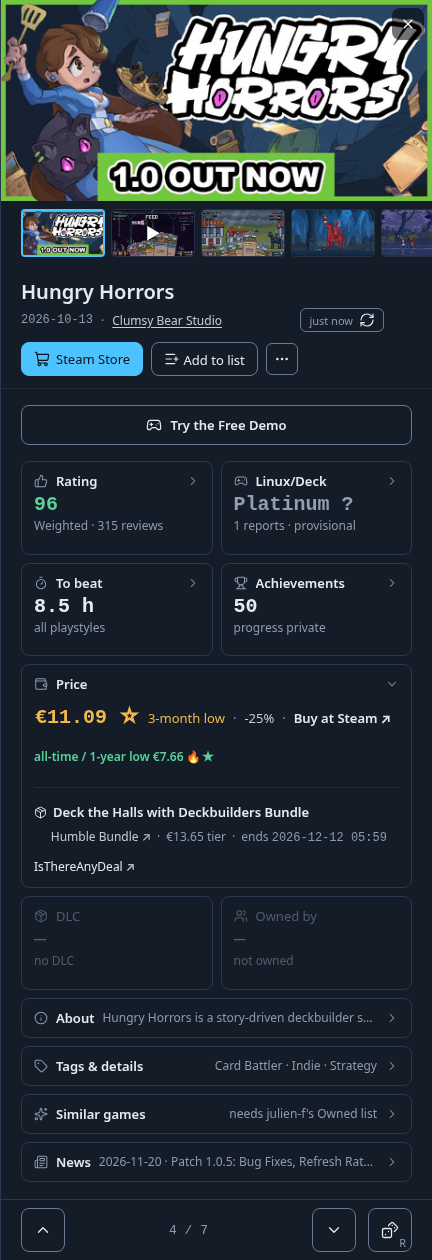 HUNGRY
HORRORS
1.0 OUT NOW
Hungry Horrors
2026-10-13 · Clumsy Bear Studio
just now
Steam Store
Add to list
Try the Free Demo
Rating
96
Weighted · 315 reviews
Linux/Deck
Platinum ?
1 reports · provisional
To beat
8.5 h
all playstyles
Achievements
50
progress private
Price
€11.09 ☆ 3-month low · -25% · Buy at Steam ↗
all-time / 1-year low €7.66 🔥★
Deck the Halls with Deckbuilders Bundle
Humble Bundle ↗ · €13.65 tier · ends 2026-12-12 05:59
IsThereAnyDeal ↗
DLC
—
no DLC
Owned by
—
not owned
About Hungry Horrors is a story-driven deckbuilder s...
Tags & details Card Battler · Indie · Strategy
Similar games needs julien-f's Owned list
News 2026-11-20 · Patch 1.0.5: Bug Fixes, Refresh Rat...
4 / 7
R